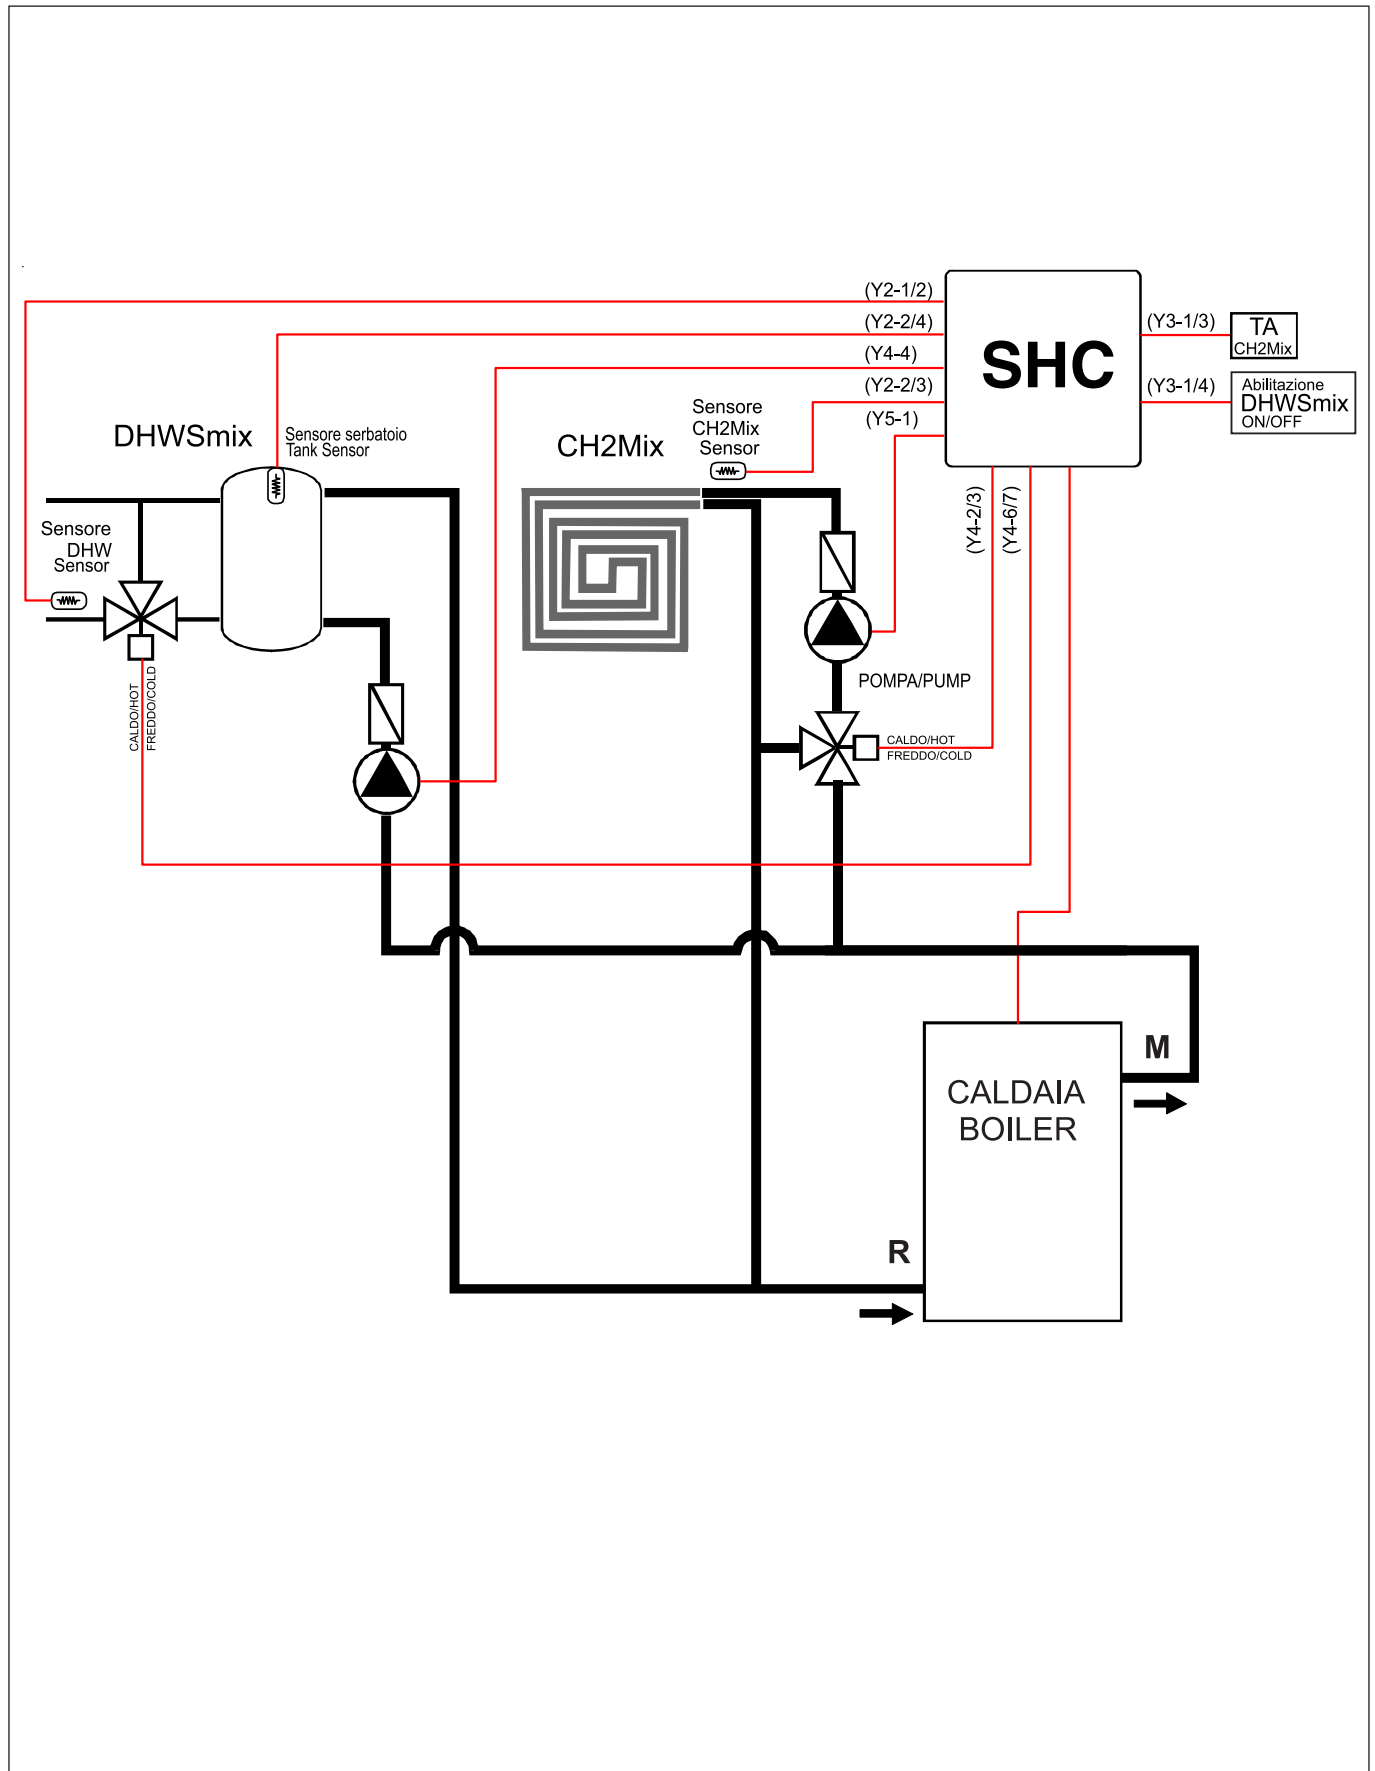 (Y2-1/2)
(Y2-2/4)
(Y4-4)
(Y2-2/3)
(Y5-1)
SHC
(Y3-1/3)
TA
CH2Mix
(Y3-1/4)
Abilitazione
DHWSmix
ON/OFF
DHWSmix
Sensore serbatoio
Tank Sensor
CH2Mix
Sensore
CH2Mix
Sensor
(Y4-2/3)
(Y4-6/7)
Sensore
DHW
Sensor
CALDO/HOT
FREDDO/COLD
POMPA/PUMP
CALDO/HOT
FREDDO/COLD
M
CALDAIA
BOILER
R